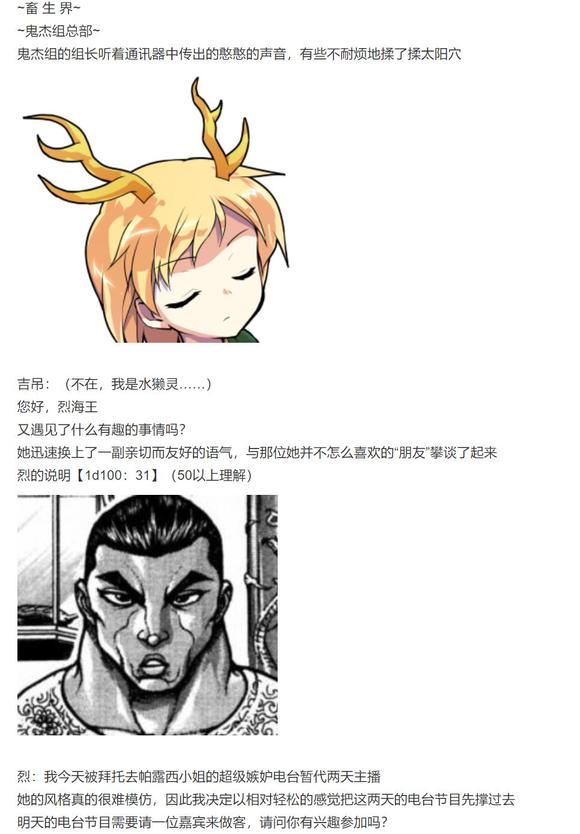 ~畜 生 界~
~鬼杰组总部~
鬼杰组的组长听着通讯器中传出的憨憨的声音，有些不耐烦地揉了揉太阳穴
吉吊：（不在，我是水獭灵……）
您好，烈海王
又遇见了什么有趣的事情吗?
她迅速换上了一副亲切而友好的语气，与那位她并不怎么喜欢的“朋友”攀谈了起来
烈的说明【1d100：31】（50以上理解）
烈：我今天被拜托去帕露西小姐的超级嫉妒电台暂代两天主播
她的风格真的很难模仿，因此我决定以相对轻松的感觉把这两天的电台节目先撑过去
明天的电台节目需要请一位嘉宾来做客，请问你有兴趣参加吗?